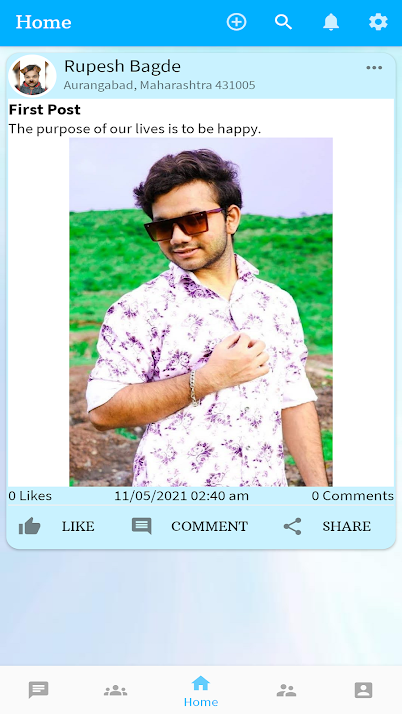 Home
Rupesh Bagde
Aurangabad, Maharashtra 431005
First Post
The purpose of our lives is to be happy.
0 Likes 11/05/2021 02:40 am 0 Comments
LIKE COMMENT SHARE
Home